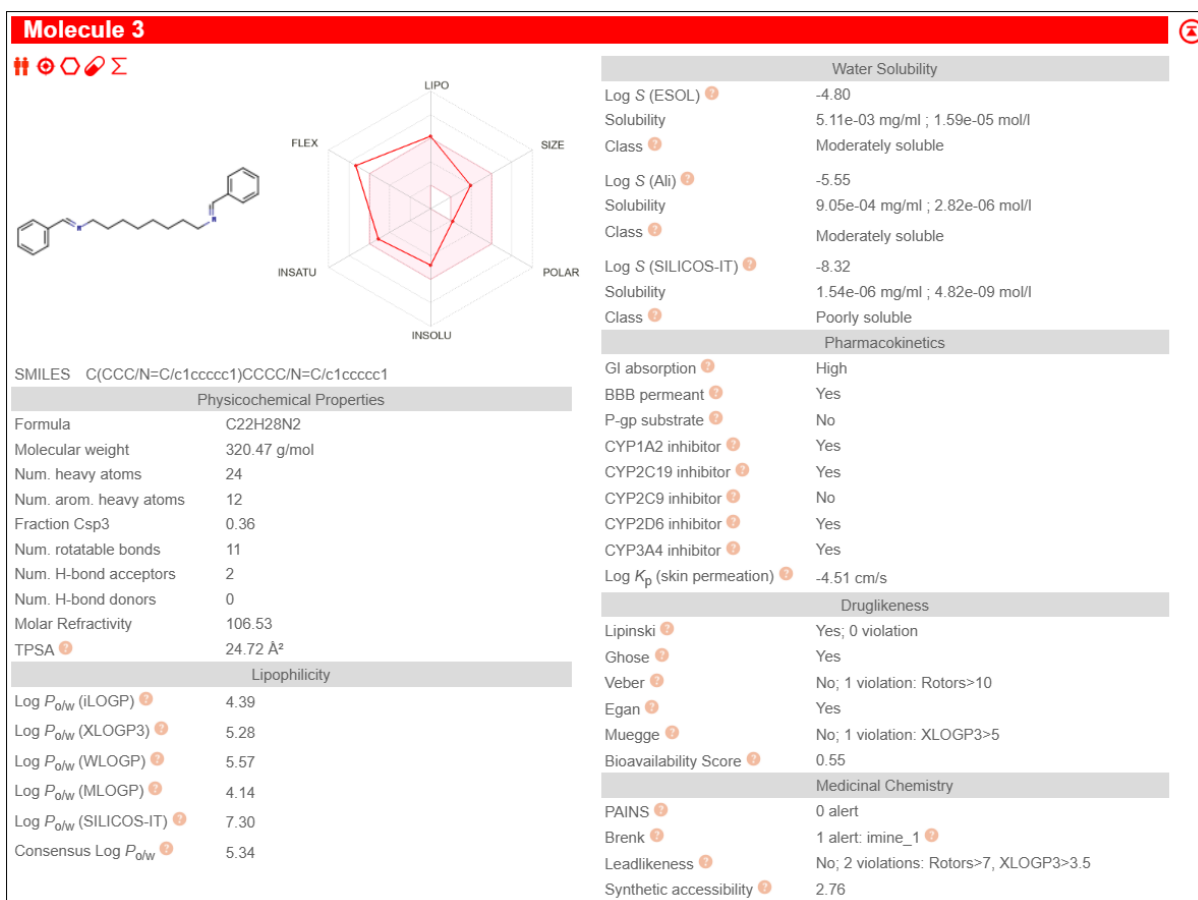 Molecule 3
LIPO
SIZE
POLAR
INSOLU
INSATU
FLEX
N
N
SMILES C(CCC/N=C/c1ccccc1)CCCC/N=C/c1ccccc1
Physicochemical Properties
Formula C22H28N2
Molecular weight 320.47 g/mol
Num. heavy atoms 24
Num. arom. heavy atoms 12
Fraction Csp3 0.36
Num. rotatable bonds 11
Num. H-bond acceptors 2
Num. H-bond donors 0
Molar Refractivity 106.53
TPSA ? 24.72 Å²
Lipophilicity
Log Po/w (iLOGP) ? 4.39
Log Po/w (XLOGP3) ? 5.28
Log Po/w (WLOGP) ? 5.57
Log Po/w (MLOGP) ? 4.14
Log Po/w (SILICOS-IT) ? 7.30
Consensus Log Po/w ? 5.34
Water Solubility
Log S (ESOL) ? -4.80
Solubility 5.11e-03 mg/ml ; 1.59e-05 mol/l
Class ? Moderately soluble
Log S (Ali) ? -5.55
Solubility 9.05e-04 mg/ml ; 2.82e-06 mol/l
Class ? Moderately soluble
Log S (SILICOS-IT) ? -8.32
Solubility 1.54e-06 mg/ml ; 4.82e-09 mol/l
Class ? Poorly soluble
Pharmacokinetics
GI absorption ? High
BBB permeant ? Yes
P-gp substrate ? No
CYP1A2 inhibitor ? Yes
CYP2C19 inhibitor ? Yes
CYP2C9 inhibitor ? No
CYP2D6 inhibitor ? Yes
CYP3A4 inhibitor ? Yes
Log Kp (skin permeation) ? -4.51 cm/s
Druglikeness
Lipinski ? Yes; 0 violation
Ghose ? Yes
Veber ? No; 1 violation: Rotors>10
Egan ? Yes
Muegge ? No; 1 violation: XLOGP3>5
Bioavailability Score ? 0.55
Medicinal Chemistry
PAINS ? 0 alert
Brenk ? 1 alert: imine_1 ?
Leadlikeness ? No; 2 violations: Rotors>7, XLOGP3>3.5
Synthetic accessibility ? 2.76